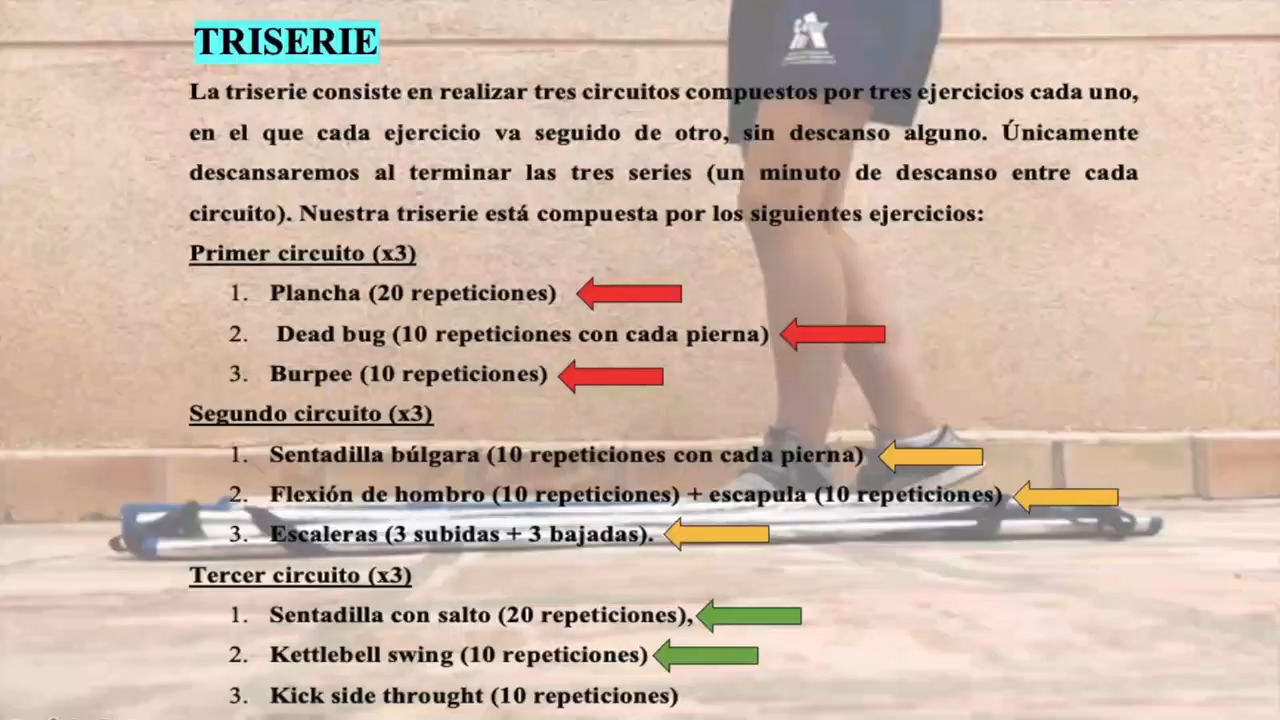 TRISERIE
La triserie consiste en realizar tres circuitos compuestos por tres ejercicios cada uno,
en el que cada ejercicio va seguido de otro, sin descanso alguno. Únicamente
descansaremos al terminar las tres series (un minuto de descanso entre cada
circuito). Nuestra triserie está compuesta por los siguientes ejercicios:
Primer circuito (x3)
1. Plancha (20 repeticiones)
2. Dead bug (10 repeticiones con cada pierna)
3. Burpee (10 repeticiones)
Segundo circuito (x3)
1. Sentadilla búlgara (10 repeticiones con cada pierna)
2. Flexión de hombro (10 repeticiones) + escapula (10 repeticiones)
3. Escaleras (3 subidas + 3 bajadas).
Tercer circuito (x3)
1. Sentadilla con salto (20 repeticiones),
2. Kettlebell swing (10 repeticiones)
3. Kick side throught (10 repeticiones)